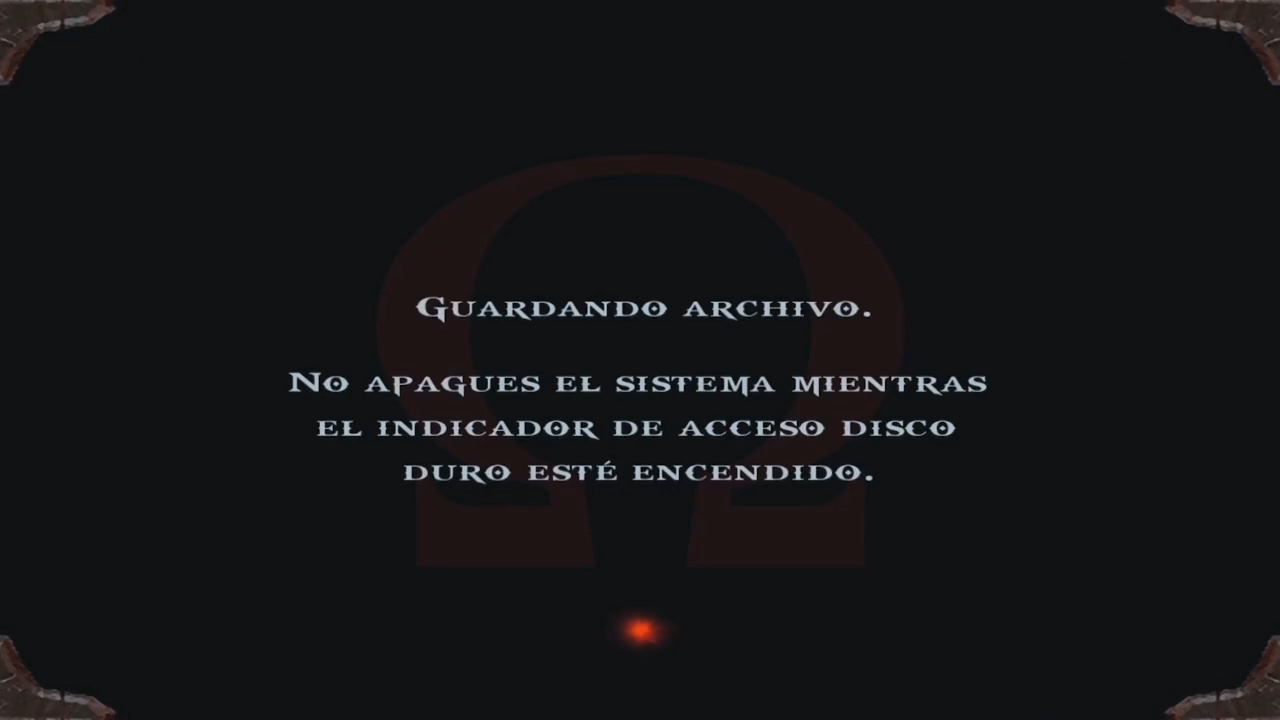 Guardando archivo.
No apagues el sistema mientras
el indicador de acceso disco
duro esté encendido.